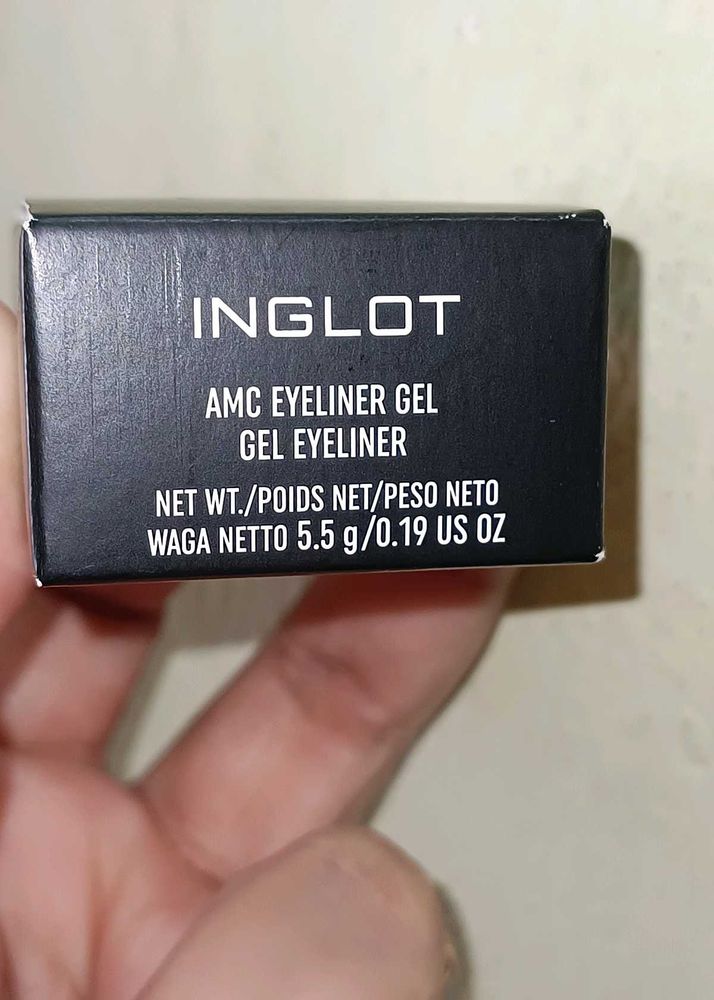 INGLOT
AMC EYELINER GEL
GEL EYELINER
NET WT./POIDS NET/PESO NETO
WAGA NETTO 5.5 g/0.19 US OZ